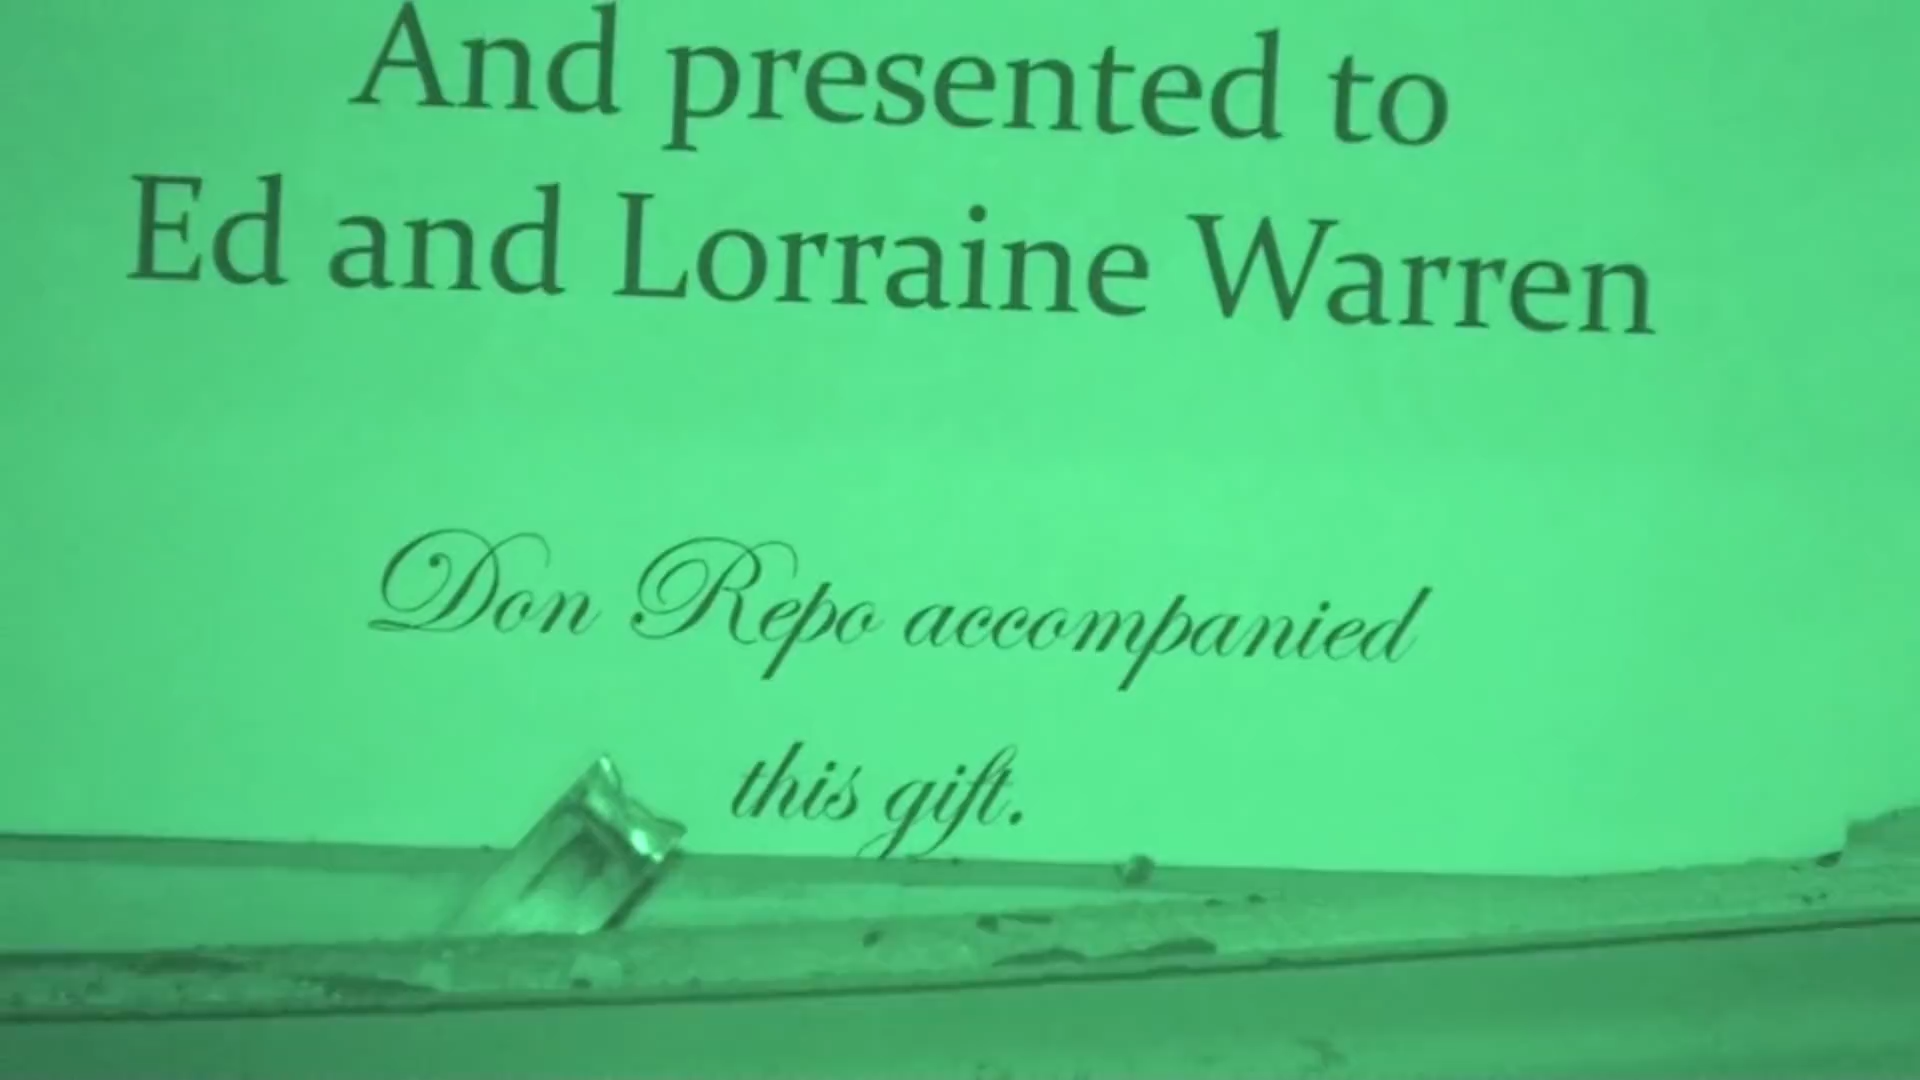 And presented to
Ed and Lorraine Warren
Don Repo accompanied
this gift.